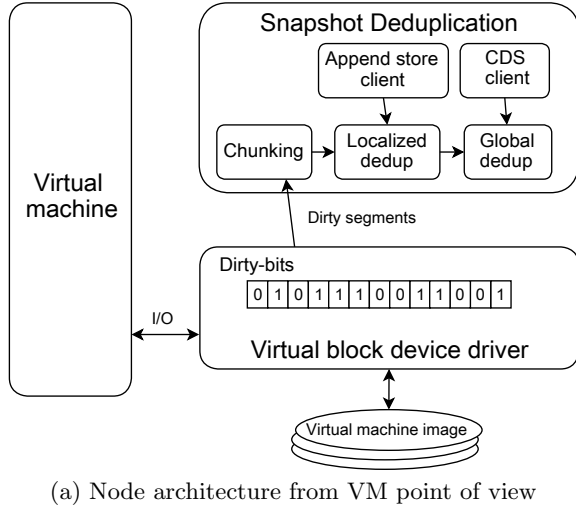 Snapshot Deduplication
Append store
client
CDS
client
Chunking
Localized
dedup
Global
dedup
Virtual
machine
Dirty segments
Dirty-bits
0 1 0 1 1 1 0 0 1 1 0 0 1
I/O
Virtual block device driver
Virtual machine image
(a) Node architecture from VM point of view